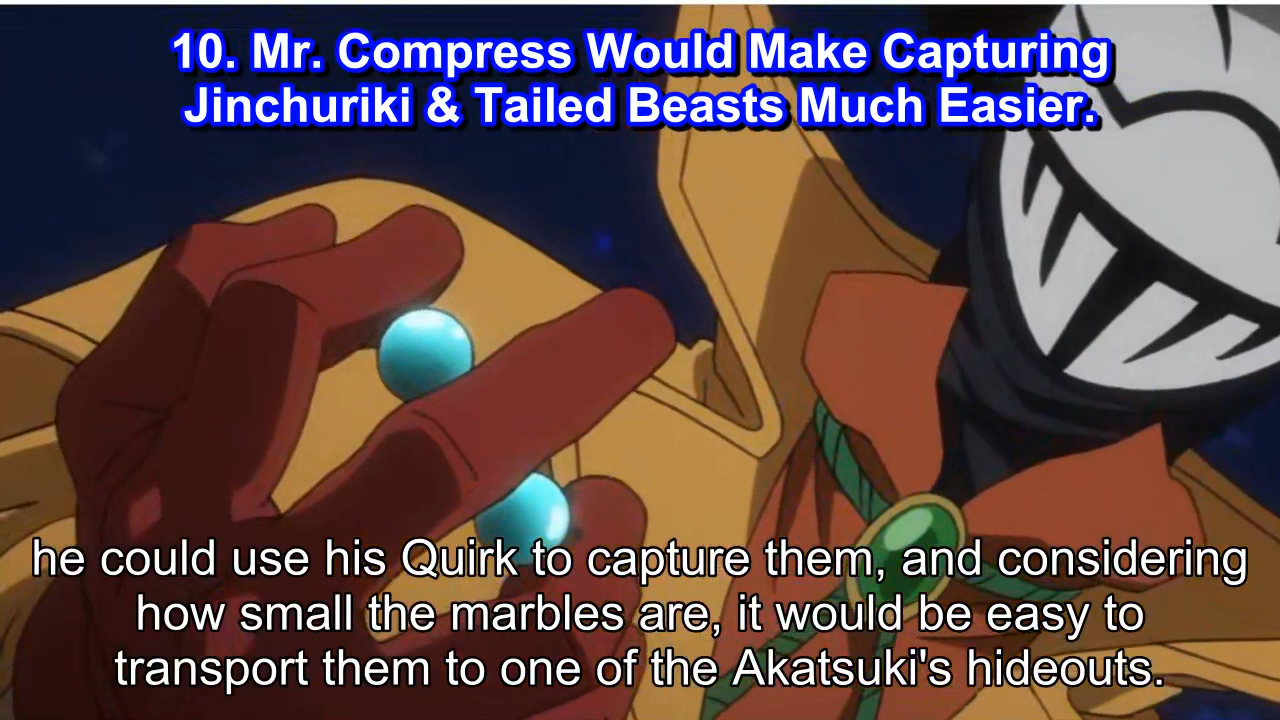 10. Mr. Compress Would Make Capturing
Jinchuriki & Tailed Beasts Much Easier.
he could use his Quirk to capture them, and considering
how small the marbles are, it would be easy to
transport them to one of the Akatsuki's hideouts.